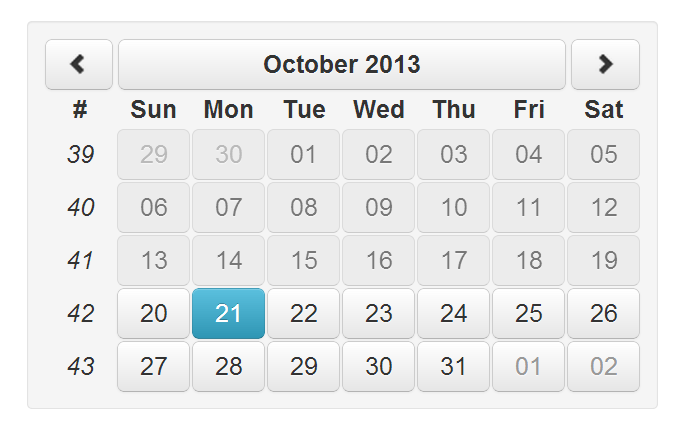 October 2013
# Sun Mon Tue Wed Thu Fri Sat
39 29 30 01 02 03 04 05
40 06 07 08 09 10 11 12
41 13 14 15 16 17 18 19
42 20 21 22 23 24 25 26
43 27 28 29 30 31 01 02